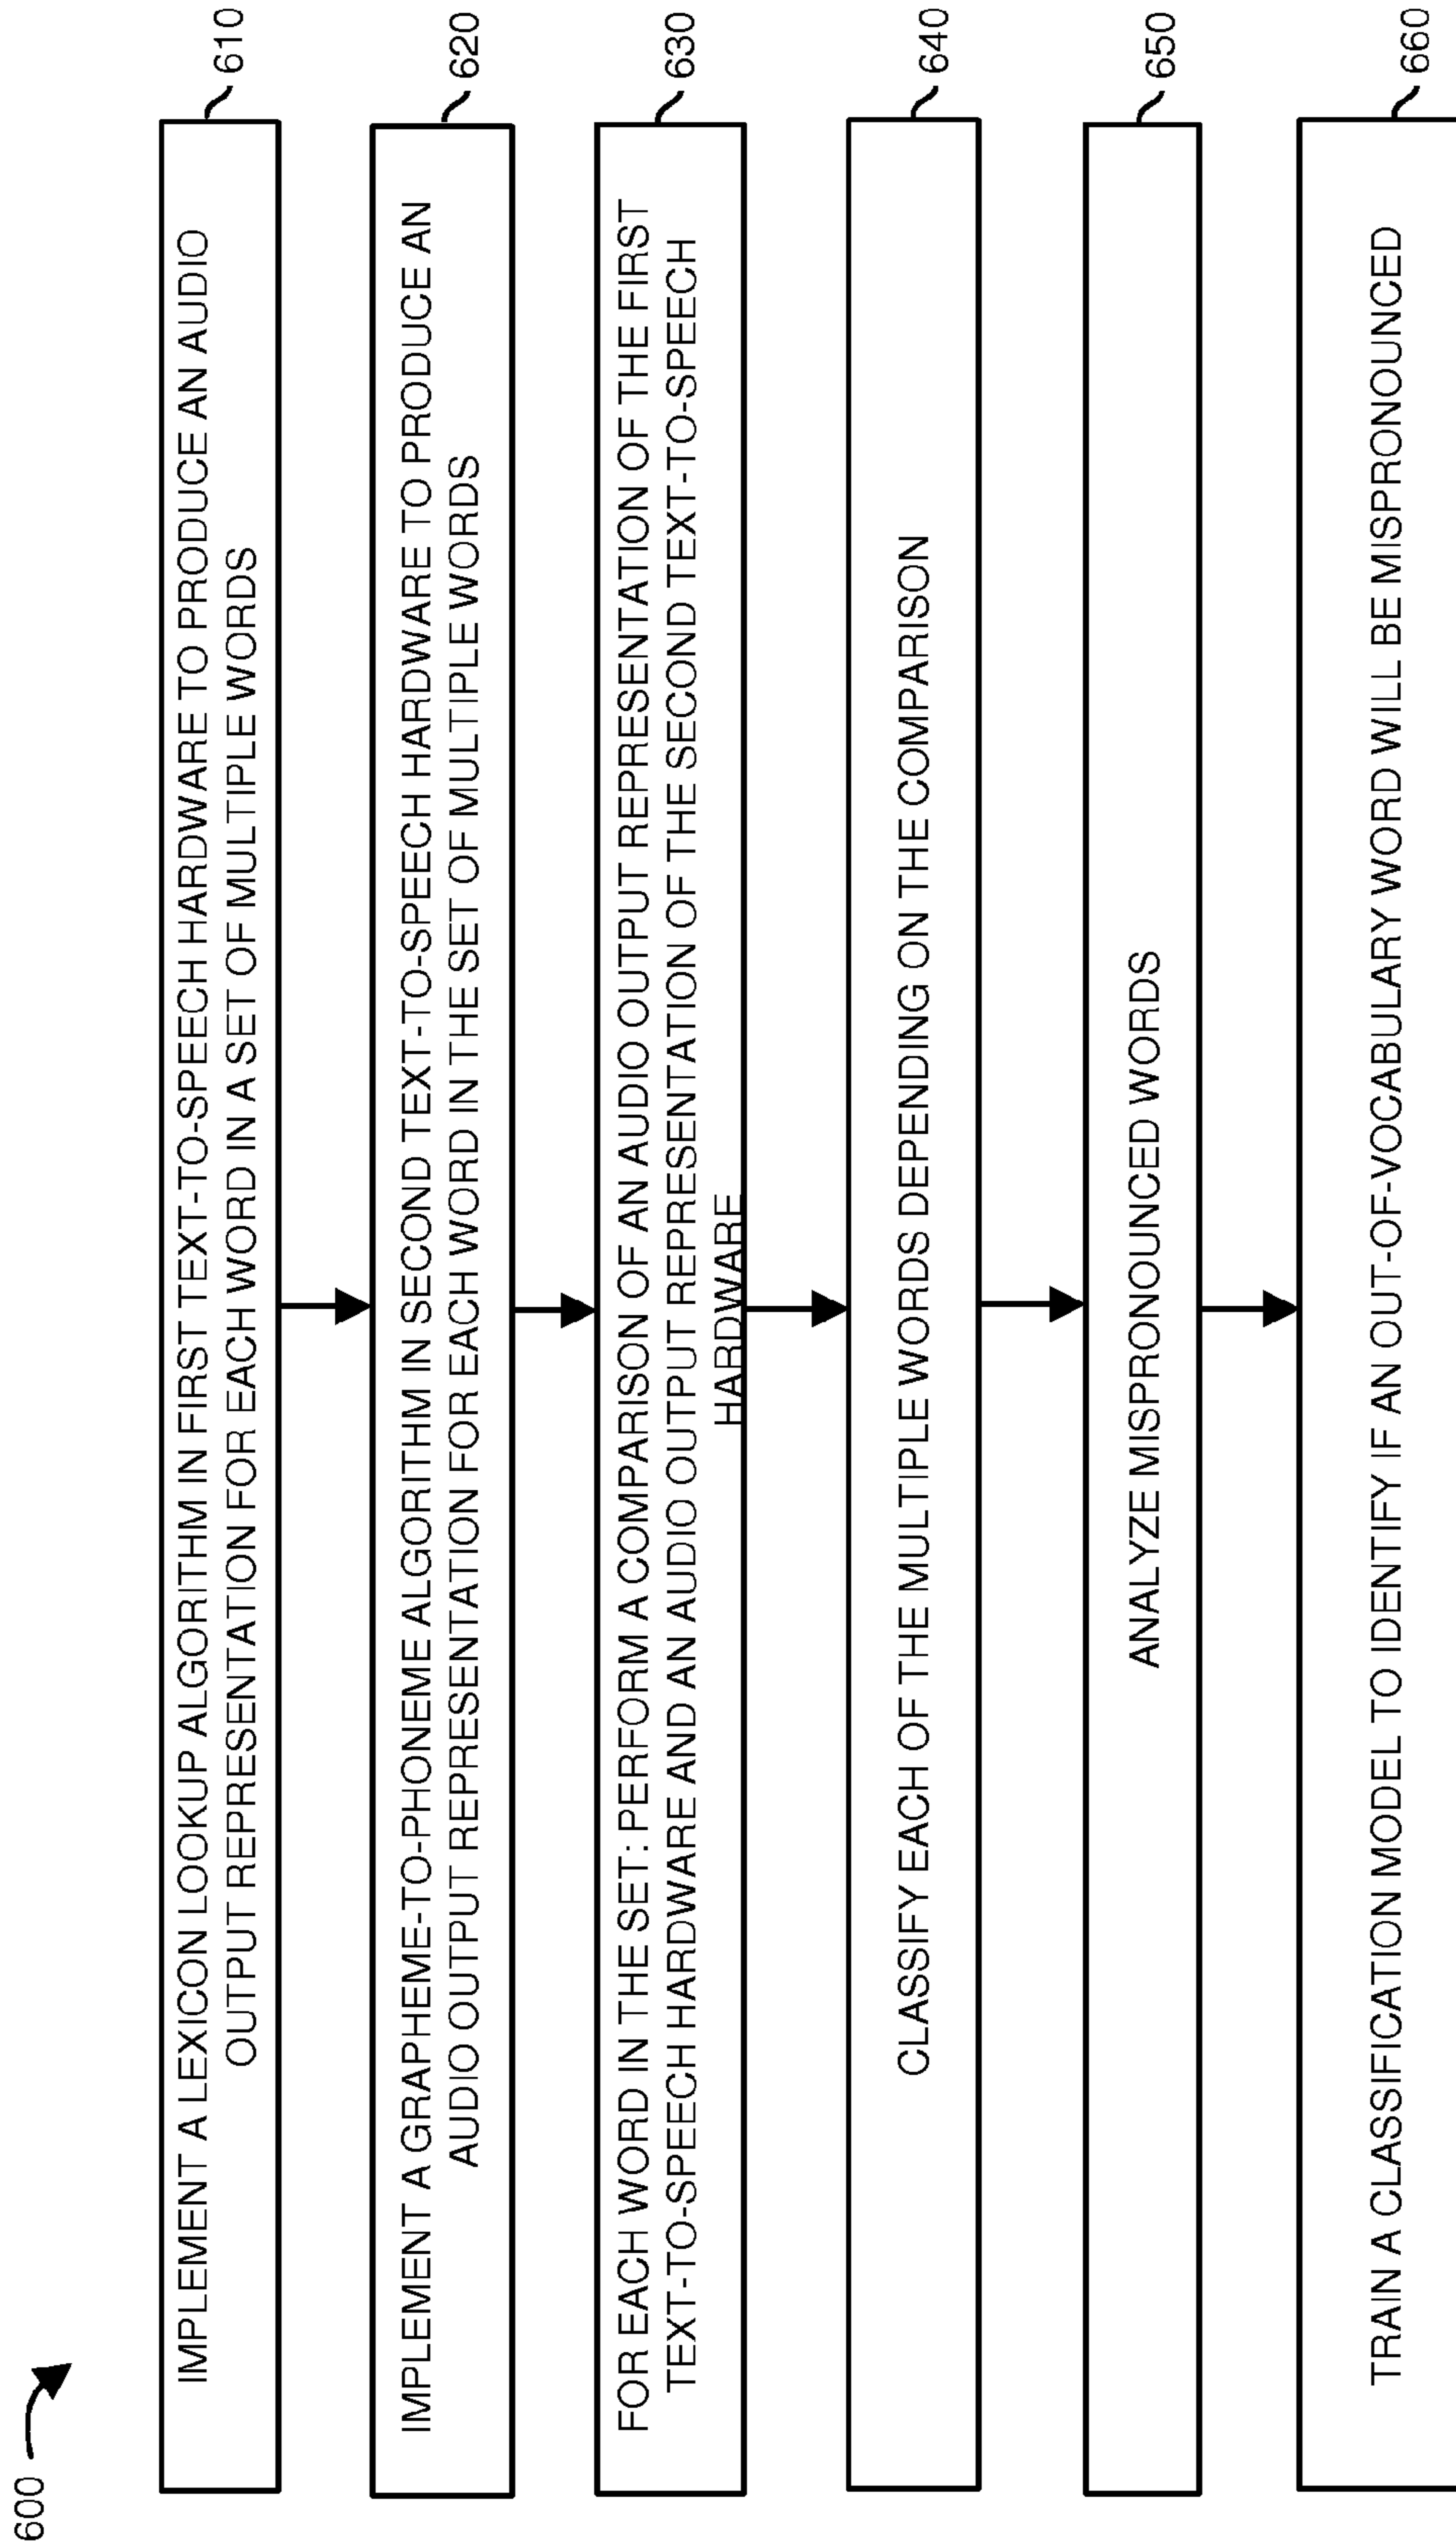 600
IMPLEMENT A LEXICON LOOKUP ALGORITHM IN FIRST TEXT-TO-SPEECH HARDWARE TO PRODUCE AN AUDIO
OUTPUT REPRESENTATION FOR EACH WORD IN A SET OF MULTIPLE WORDS
610
IMPLEMENT A GRAPHEME-TO-PHONEME ALGORITHM IN SECOND TEXT-TO-SPEECH HARDWARE TO PRODUCE AN
AUDIO OUTPUT REPRESENTATION FOR EACH WORD IN THE SET OF MULTIPLE WORDS
620
FOR EACH WORD IN THE SET: PERFORM A COMPARISON OF AN AUDIO OUTPUT REPRESENTATION OF THE FIRST
TEXT-TO-SPEECH HARDWARE AND AN AUDIO OUTPUT REPRESENTATION OF THE SECOND TEXT-TO-SPEECH
HARDWARE
630
CLASSIFY EACH OF THE MULTIPLE WORDS DEPENDING ON THE COMPARISON
640
ANALYZE MISPRONOUNCED WORDS
650
TRAIN A CLASSIFICATION MODEL TO IDENTIFY IF AN OUT-OF-VOCABULARY WORD WILL BE MISPRONOUNCED
660